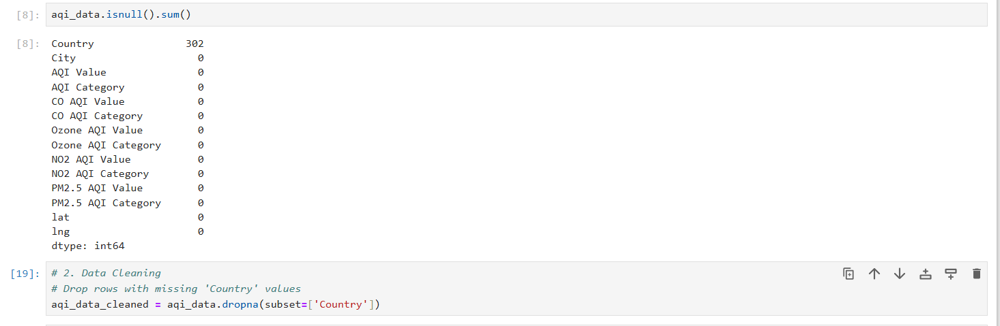 [8]: aqi_data.isnull().sum()
[8]: Country 302
City 0
AQI Value 0
AQI Category 0
CO AQI Value 0
CO AQI Category 0
Ozone AQI Value 0
Ozone AQI Category 0
NO2 AQI Value 0
NO2 AQI Category 0
PM2.5 AQI Value 0
PM2.5 AQI Category 0
lat 0
lng 0
dtype: int64
[19]: # 2. Data Cleaning
# Drop rows with missing 'Country' values
aqi_data_cleaned = aqi_data.dropna(subset=['Country'])